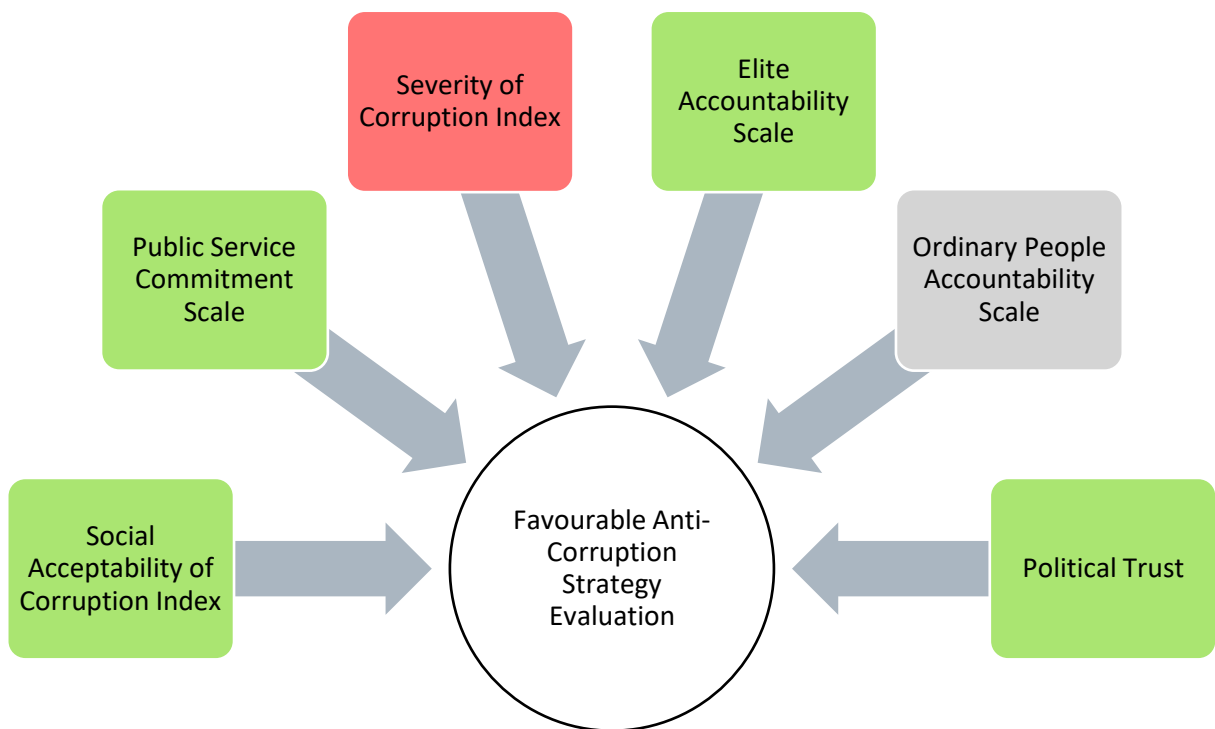 Severity of
Corruption Index
Elite
Accountability
Scale
Public Service
Commitment
Scale
Ordinary People
Accountability
Scale
Social
Acceptability of
Corruption Index
Favourable Anti-
Corruption
Strategy
Evaluation
Political Trust